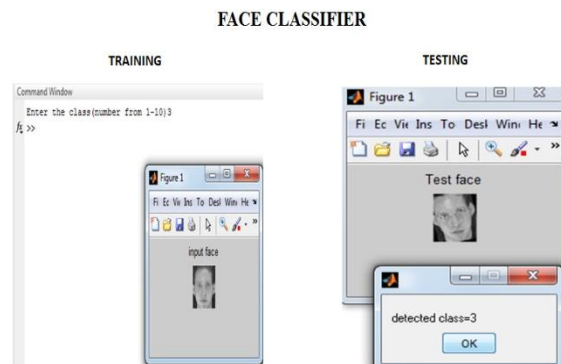 FACE CLASSIFIER
TRAINING
TESTING
Command Window
Enter the class(number from 1-10)3
fx >>
Figure 1
Fi Ec Vie Ins To Desl Win He
input face
Figure 1
Fi Ec Vie Ins To Desl Win He
Test face
detected class=3
OK